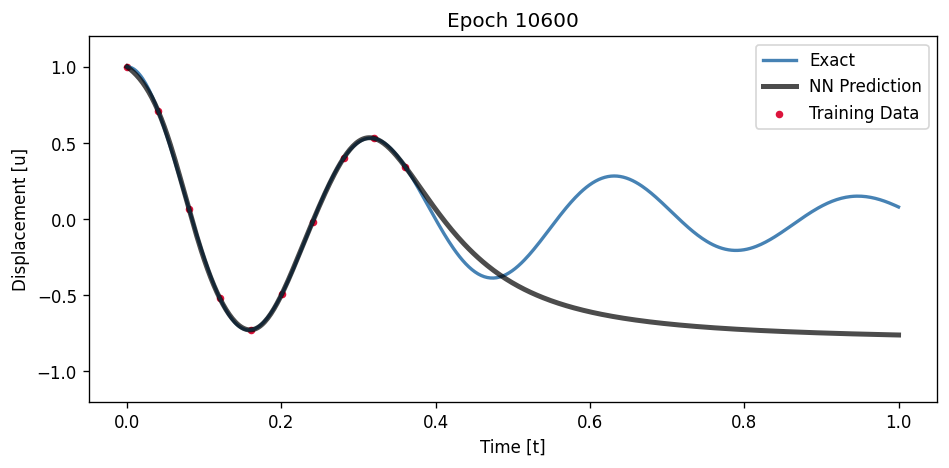 Epoch 10600
Exact
NN Prediction
Training Data
Displacement [u]
1.0
0.5
0.0
−0.5
−1.0
0.0
0.2
0.4
0.6
0.8
1.0
Time [t]